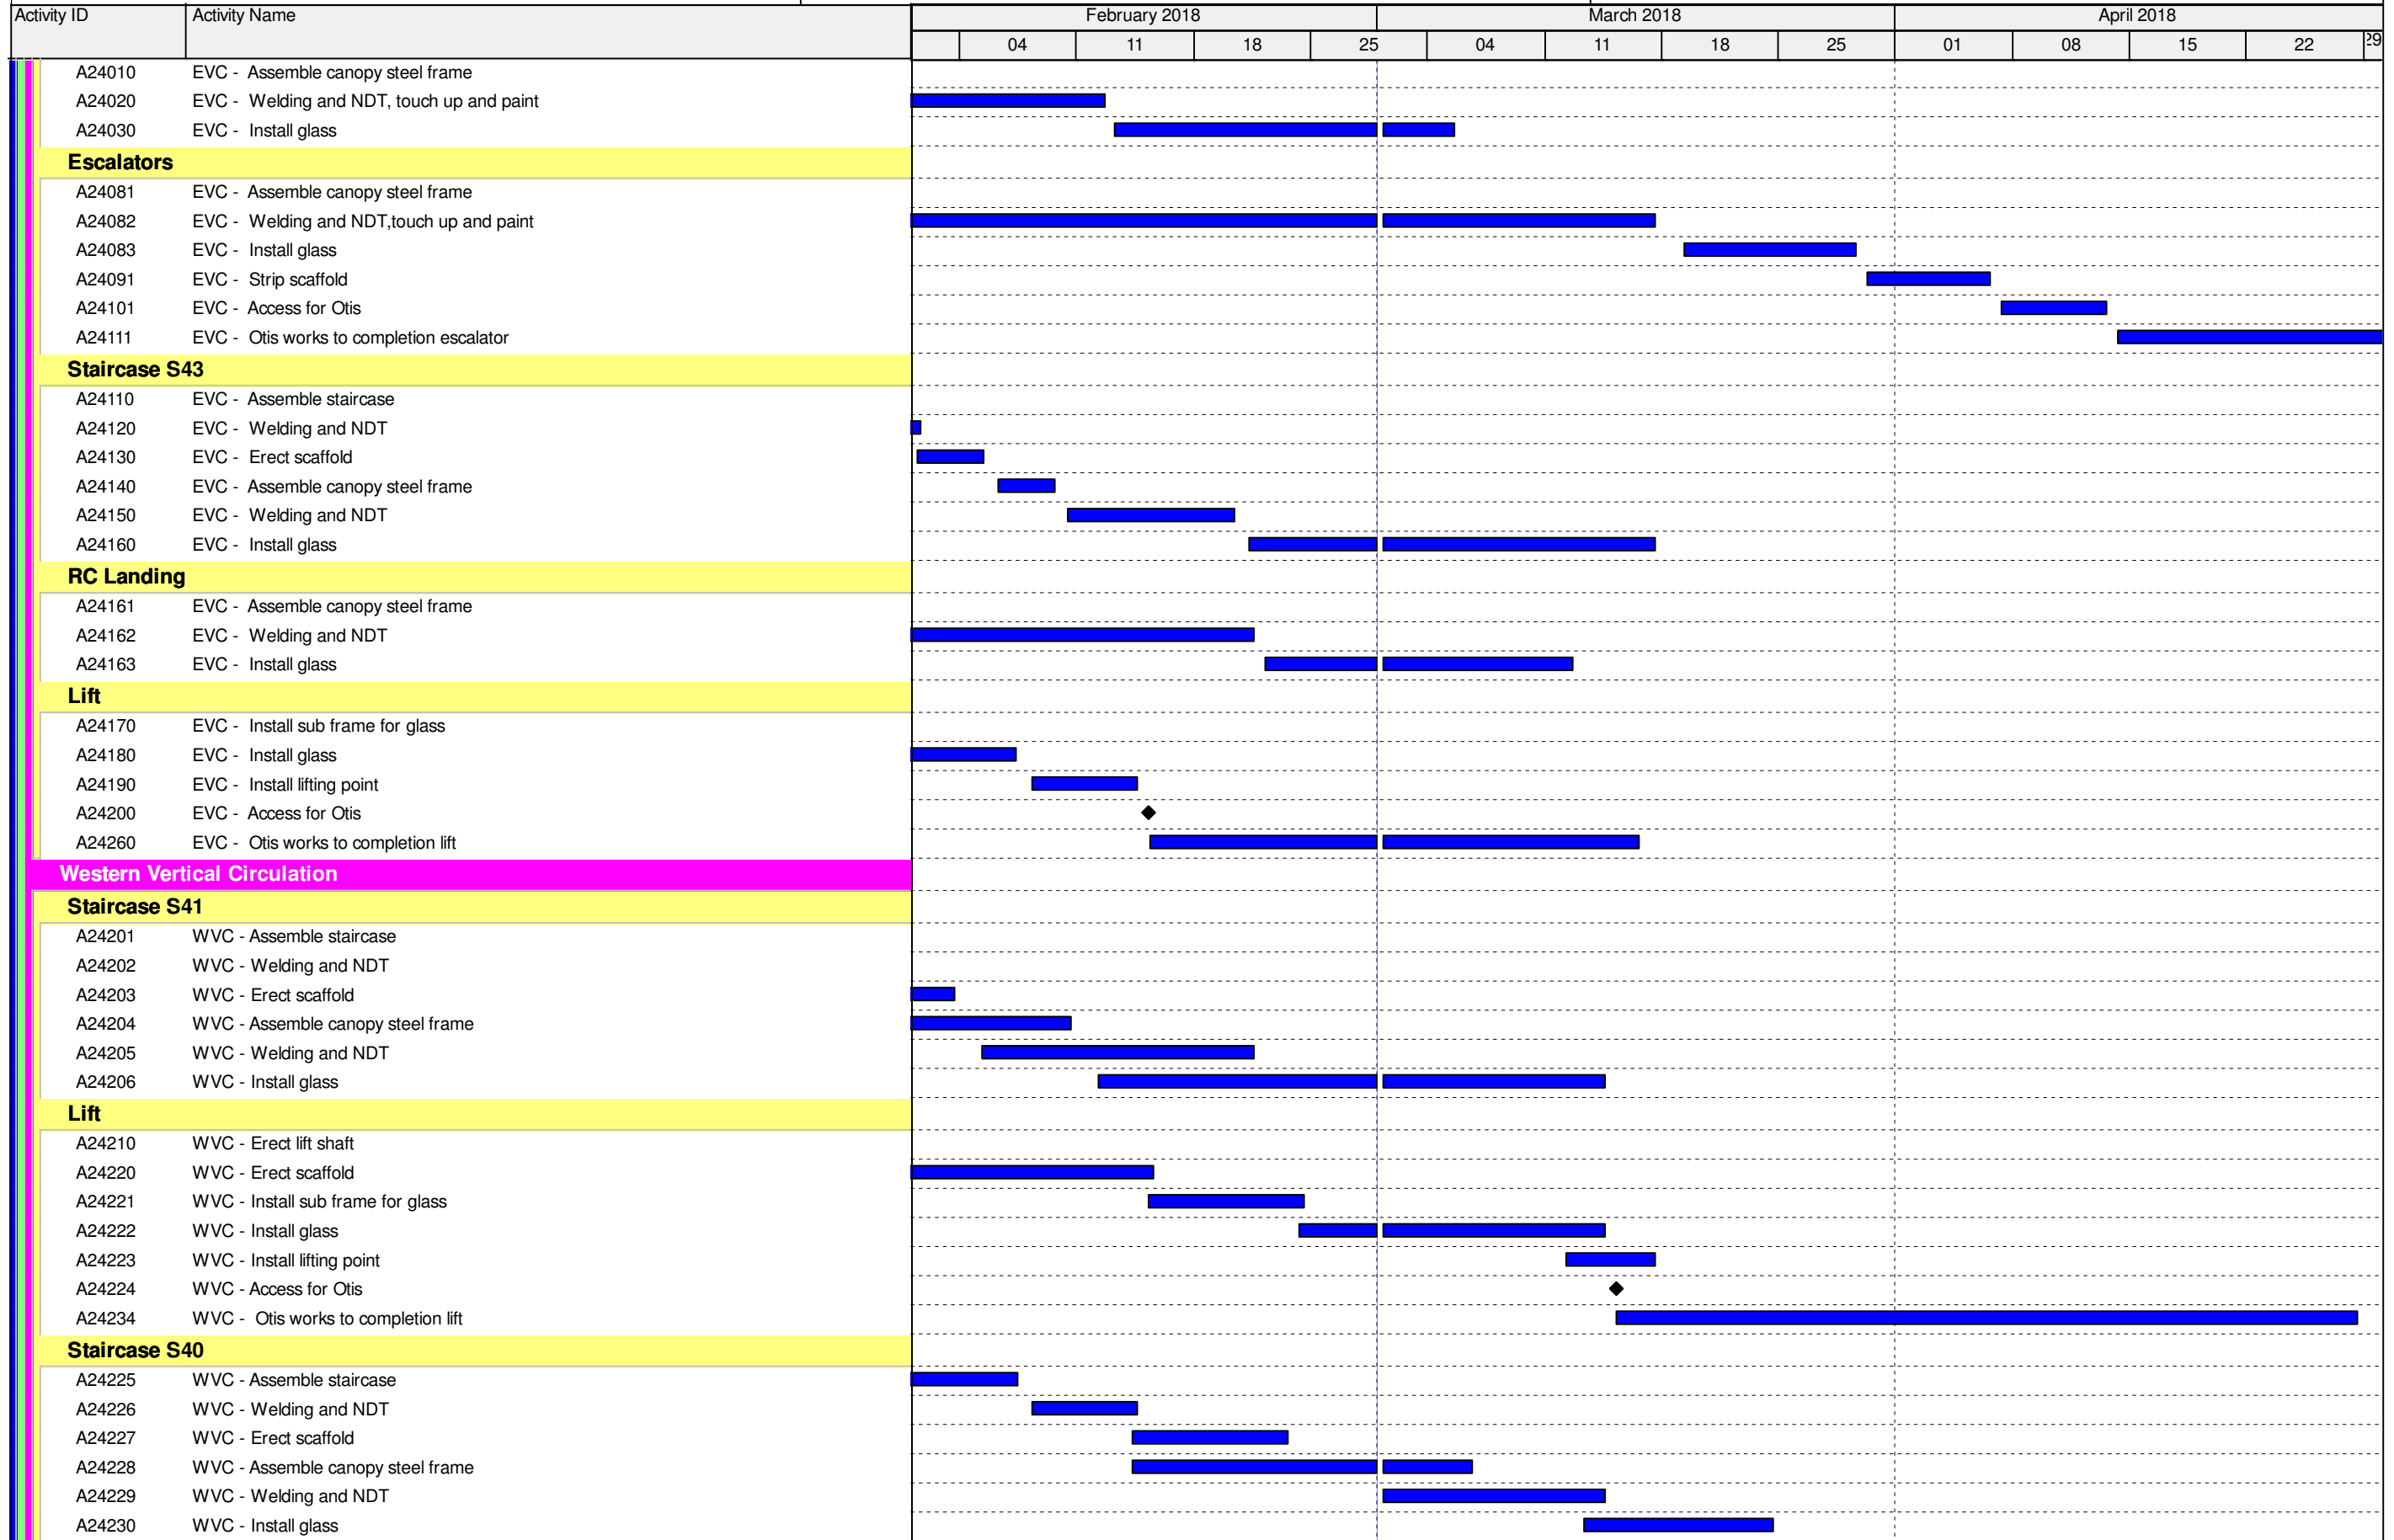 Activity ID Activity Name February 2018 March 2018 April 2018
04 11 18 25 04 11 18 25 01 08 15 22 29
A24010 EVC - Assemble canopy steel frame
A24020 EVC - Welding and NDT, touch up and paint
A24030 EVC - Install glass
Escalators
A24081 EVC - Assemble canopy steel frame
A24082 EVC - Welding and NDT,touch up and paint
A24083 EVC - Install glass
A24091 EVC - Strip scaffold
A24101 EVC - Access for Otis
A24111 EVC - Otis works to completion escalator
Staircase S43
A24110 EVC - Assemble staircase
A24120 EVC - Welding and NDT
A24130 EVC - Erect scaffold
A24140 EVC - Assemble canopy steel frame
A24150 EVC - Welding and NDT
A24160 EVC - Install glass
RC Landing
A24161 EVC - Assemble canopy steel frame
A24162 EVC - Welding and NDT
A24163 EVC - Install glass
Lift
A24170 EVC - Install sub frame for glass
A24180 EVC - Install glass
A24190 EVC - Install lifting point
A24200 EVC - Access for Otis
A24260 EVC - Otis works to completion lift
Western Vertical Circulation
Staircase S41
A24201 WVC - Assemble staircase
A24202 WVC - Welding and NDT
A24203 WVC - Erect scaffold
A24204 WVC - Assemble canopy steel frame
A24205 WVC - Welding and NDT
A24206 WVC - Install glass
Lift
A24210 WVC - Erect lift shaft
A24220 WVC - Erect scaffold
A24221 WVC - Install sub frame for glass
A24222 WVC - Install glass
A24223 WVC - Install lifting point
A24224 WVC - Access for Otis
A24234 WVC - Otis works to completion lift
Staircase S40
A24225 WVC - Assemble staircase
A24226 WVC - Welding and NDT
A24227 WVC - Erect scaffold
A24228 WVC - Assemble canopy steel frame
A24229 WVC - Welding and NDT
A24230 WVC - Install glass